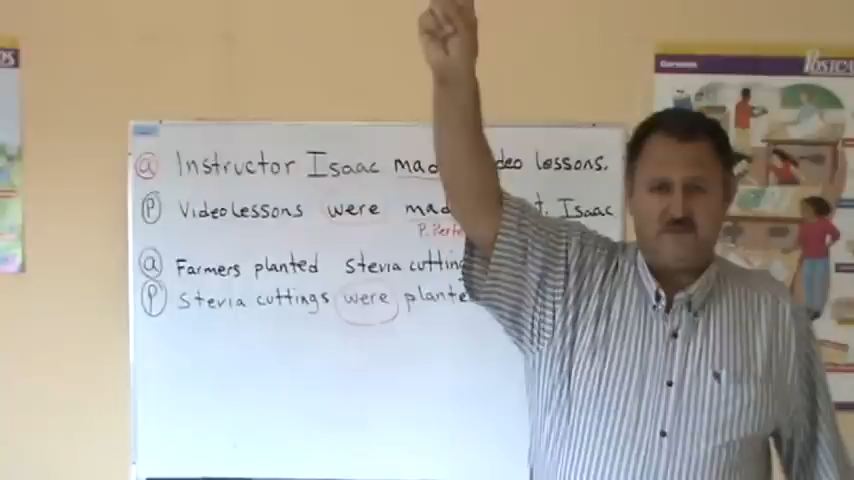 a Instructor Isaac mad deo lessons.
P Videolessons were mad t. Isaac
P. Perfe
a Farmers planted Stevia cutting
P Stevia cuttings were plante